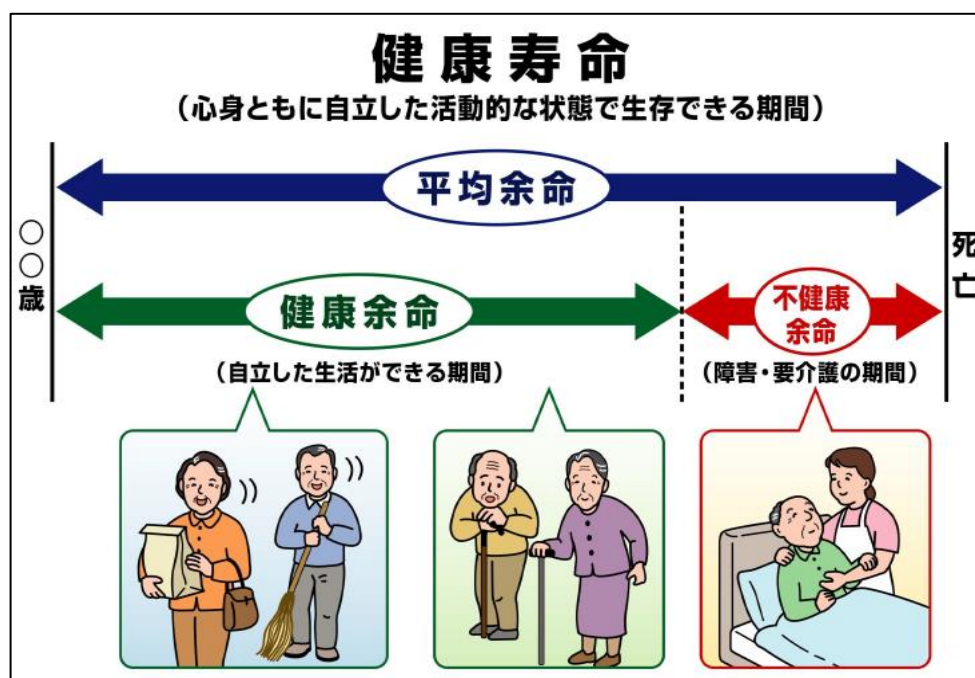 健康寿命
（心身ともに自立した活動的な状態で生存できる期間）
平均余命
○○歳
死亡
健康余命
不健康
余命
（自立した生活ができる期間）
（障害・要介護の期間）